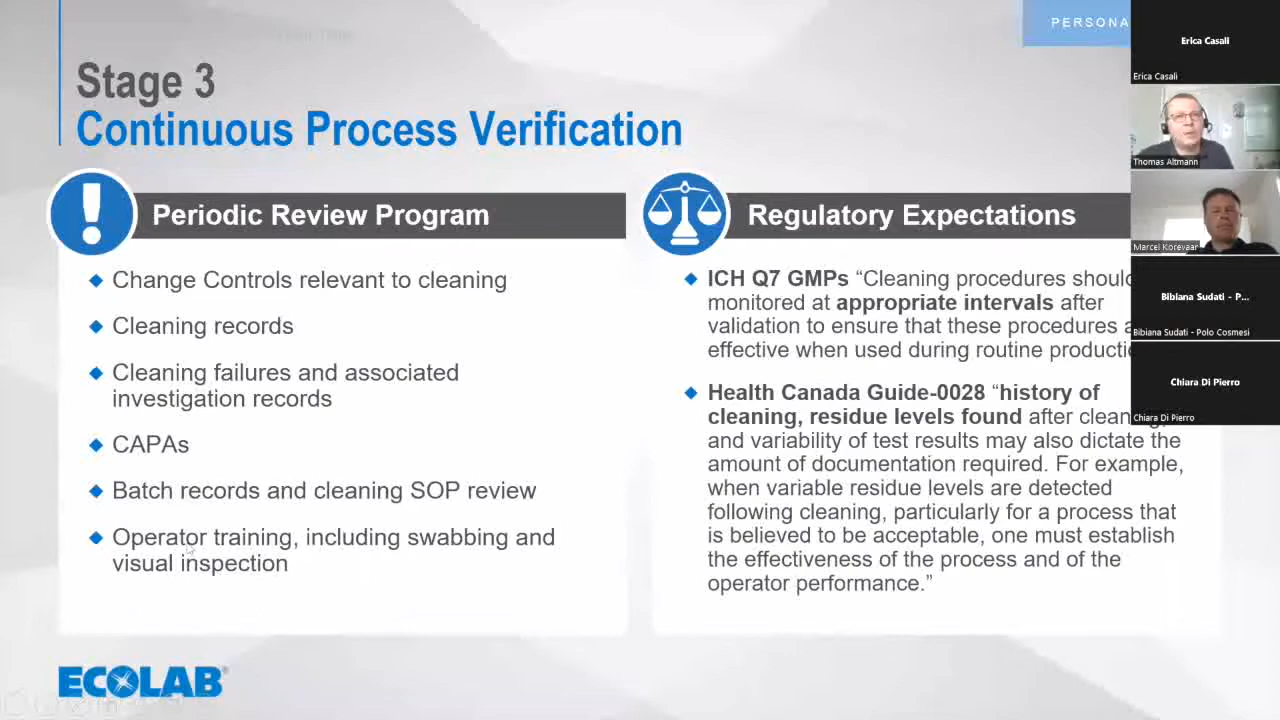 PERSONA
Stage 3
Continuous Process Verification
Periodic Review Program
Change Controls relevant to cleaning
Cleaning records
Cleaning failures and associated
investigation records
CAPAs
Batch records and cleaning SOP review
Operator training, including swabbing and
visual inspection
Regulatory Expectations
ICH Q7 GMPs “Cleaning procedures should
monitored at appropriate intervals after
validation to ensure that these procedures a
effective when used during routine producti
Health Canada Guide-0028 “history of
cleaning, residue levels found after cleaning,
and variability of test results may also dictate the
amount of documentation required. For example,
when variable residue levels are detected
following cleaning, particularly for a process that
is believed to be acceptable, one must establish
the effectiveness of the process and of the
operator performance.”
ECOLAB®
Erica Casali
Erica Casali
Thomas Altmann
Marcel Korevaar
Bibiana Sudati - P...
Bibiana Sudati - Polo Cosmesi
Chiara Di Pierro
Chiara Di Pierro